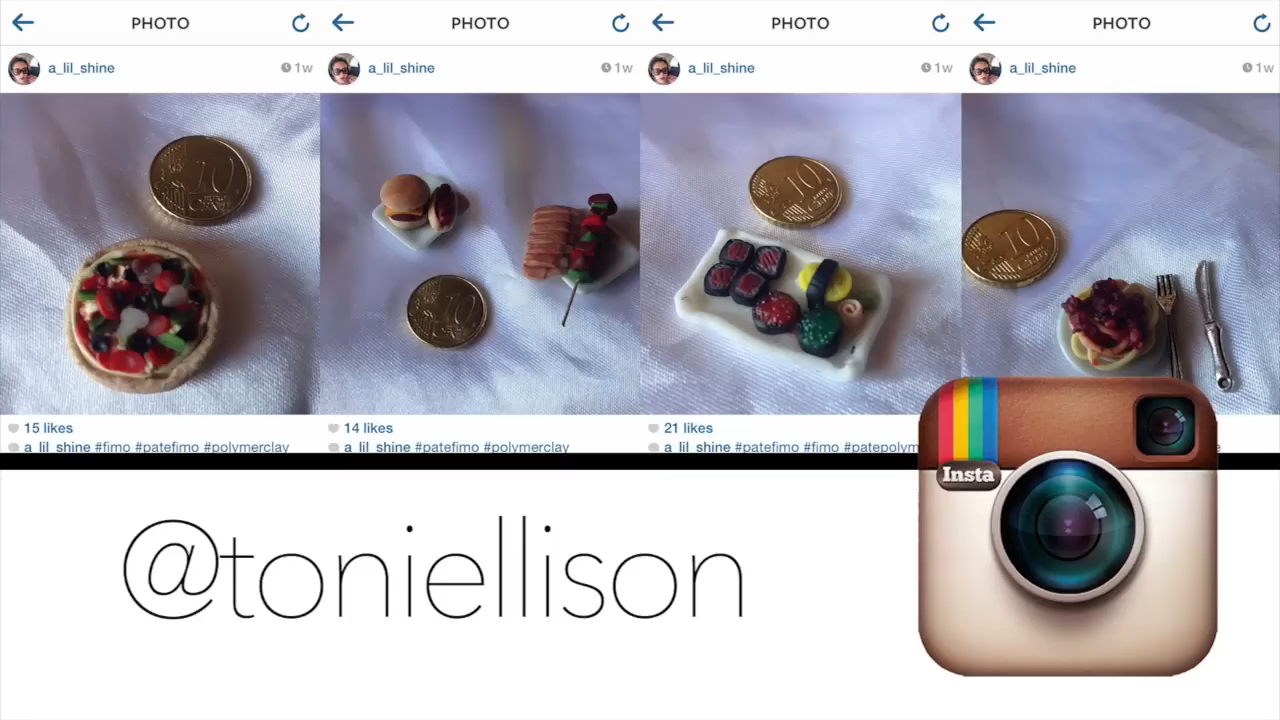 PHOTO
PHOTO
PHOTO
PHOTO
a_lil_shine
1w
a_lil_shine
1w
a_lil_shine
1w
a_lil_shine
1w
10
10
10
10
15 likes
14 likes
21 likes
a_lil_shine #fimo #patefimo #polymerclay
a_lil_shine #patefimo #polymerclay
a_lil_shine #patefimo #fimo #patepolym
Insta
@toniellison